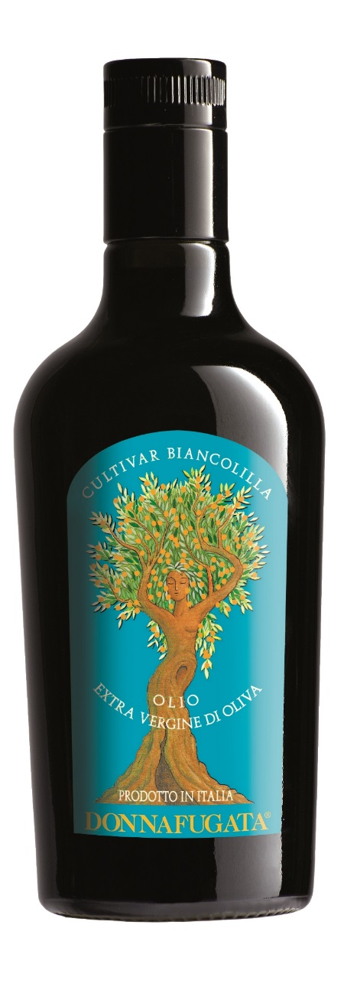 CULTIVAR BIANCOLILLA
OLIO
EXTRA VERGINE DI OLIVA
PRODOTTO IN ITALIA
DONNAFUGATA®